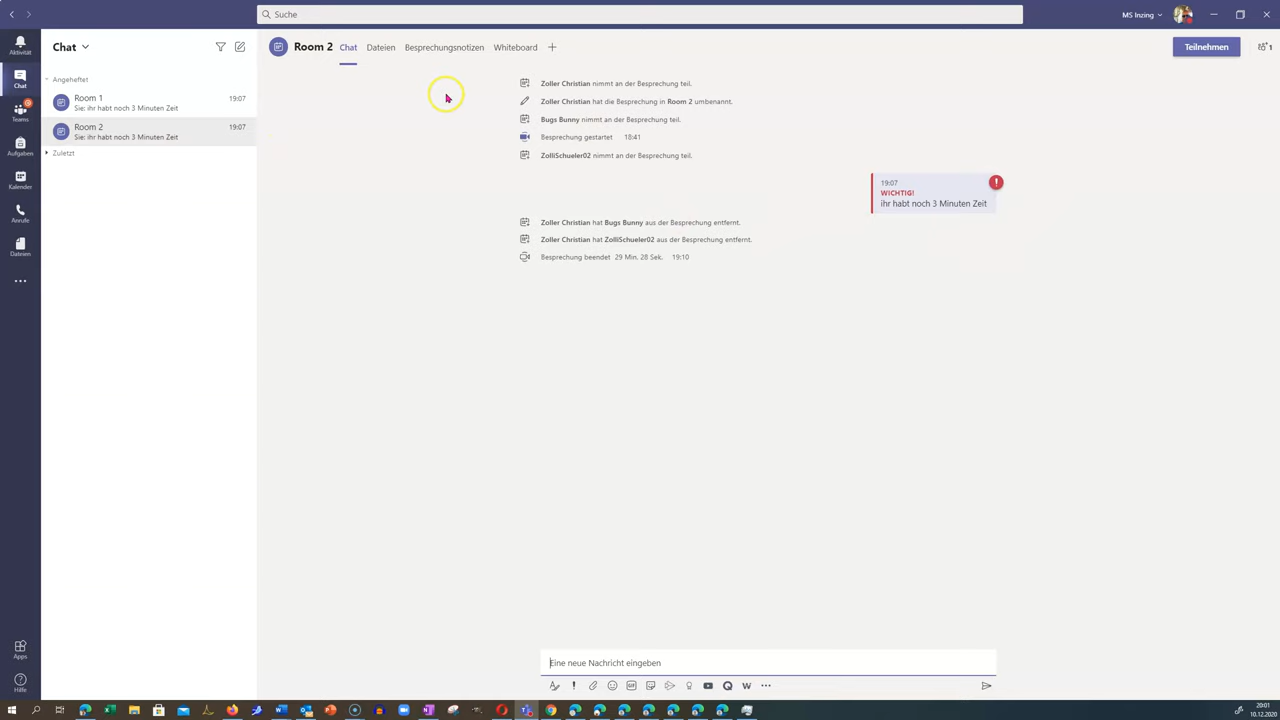 Suche
MS Inzing
Aktivität
Chat
Teams
Aufgaben
Kalender
Anrufe
Dateien
Apps
Hilfe
Chat
Angeheftet
Room 1 19:07
Sie: ihr habt noch 3 Minuten Zeit
Room 2 19:07
Sie: ihr habt noch 3 Minuten Zeit
Zuletzt
Room 2 Chat Dateien Besprechungsnotizen Whiteboard
Teilnehmen
1
Zoller Christian nimmt an der Besprechung teil.
Zoller Christian hat die Besprechung in Room 2 umbenannt.
Bugs Bunny nimmt an der Besprechung teil.
Besprechung gestartet 18:41
ZolliSchueler02 nimmt an der Besprechung teil.
19:07
WICHTIG!
ihr habt noch 3 Minuten Zeit
Zoller Christian hat Bugs Bunny aus der Besprechung entfernt.
Zoller Christian hat ZolliSchueler02 aus der Besprechung entfernt.
Besprechung beendet 29 Min. 28 Sek. 19:10
Eine neue Nachricht eingeben
20:01
10.12.2020